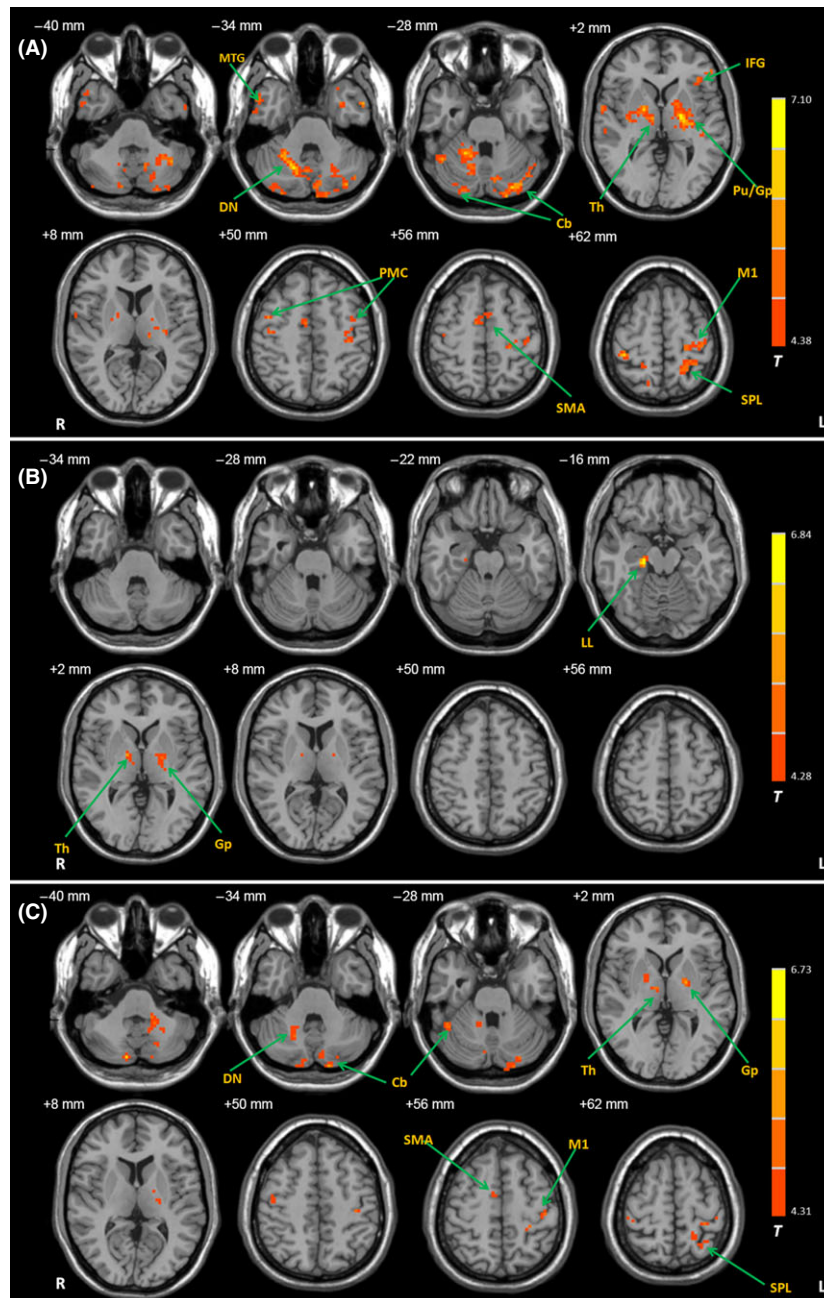 (A)
−40 mm
−34 mm
−28 mm
+2 mm
MTG
IFG
7.10
DN
Cb
Th
Pu/Gp
+8 mm
+50 mm
+56 mm
+62 mm
PMC
M1
4.38
T
SMA
SPL
R
L
(B)
−34 mm
−28 mm
−22 mm
−16 mm
6.84
LL
+2 mm
+8 mm
+50 mm
+56 mm
4.28
T
Th
Gp
R
L
(C)
−40 mm
−34 mm
−28 mm
+2 mm
6.73
DN
Cb
Th
Gp
+8 mm
+50 mm
+56 mm
+62 mm
SMA
M1
4.31
T
R
SPL
L